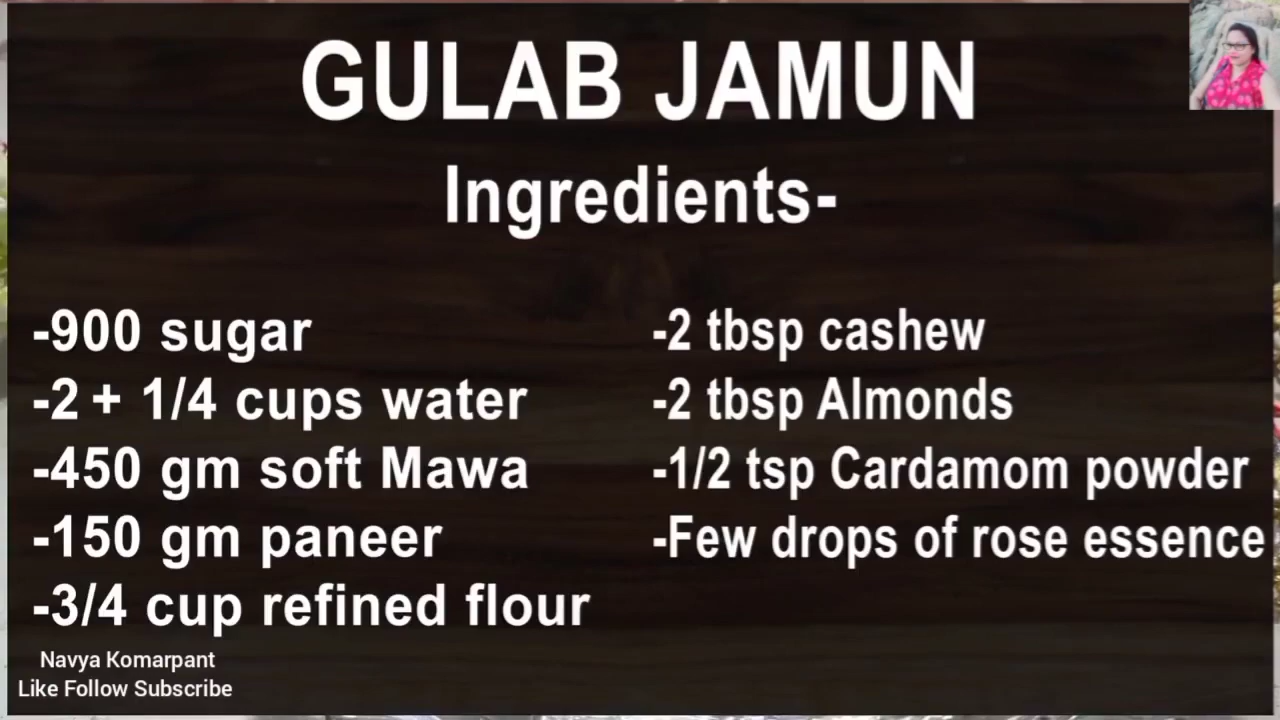 GULAB JAMUN
Ingredients-
-900 sugar
-2 + 1/4 cups water
-450 gm soft Mawa
-150 gm paneer
-3/4 cup refined flour
-2 tbsp cashew
-2 tbsp Almonds
-1/2 tsp Cardamom powder
-Few drops of rose essence
Navya Komarpant
Like Follow Subscribe